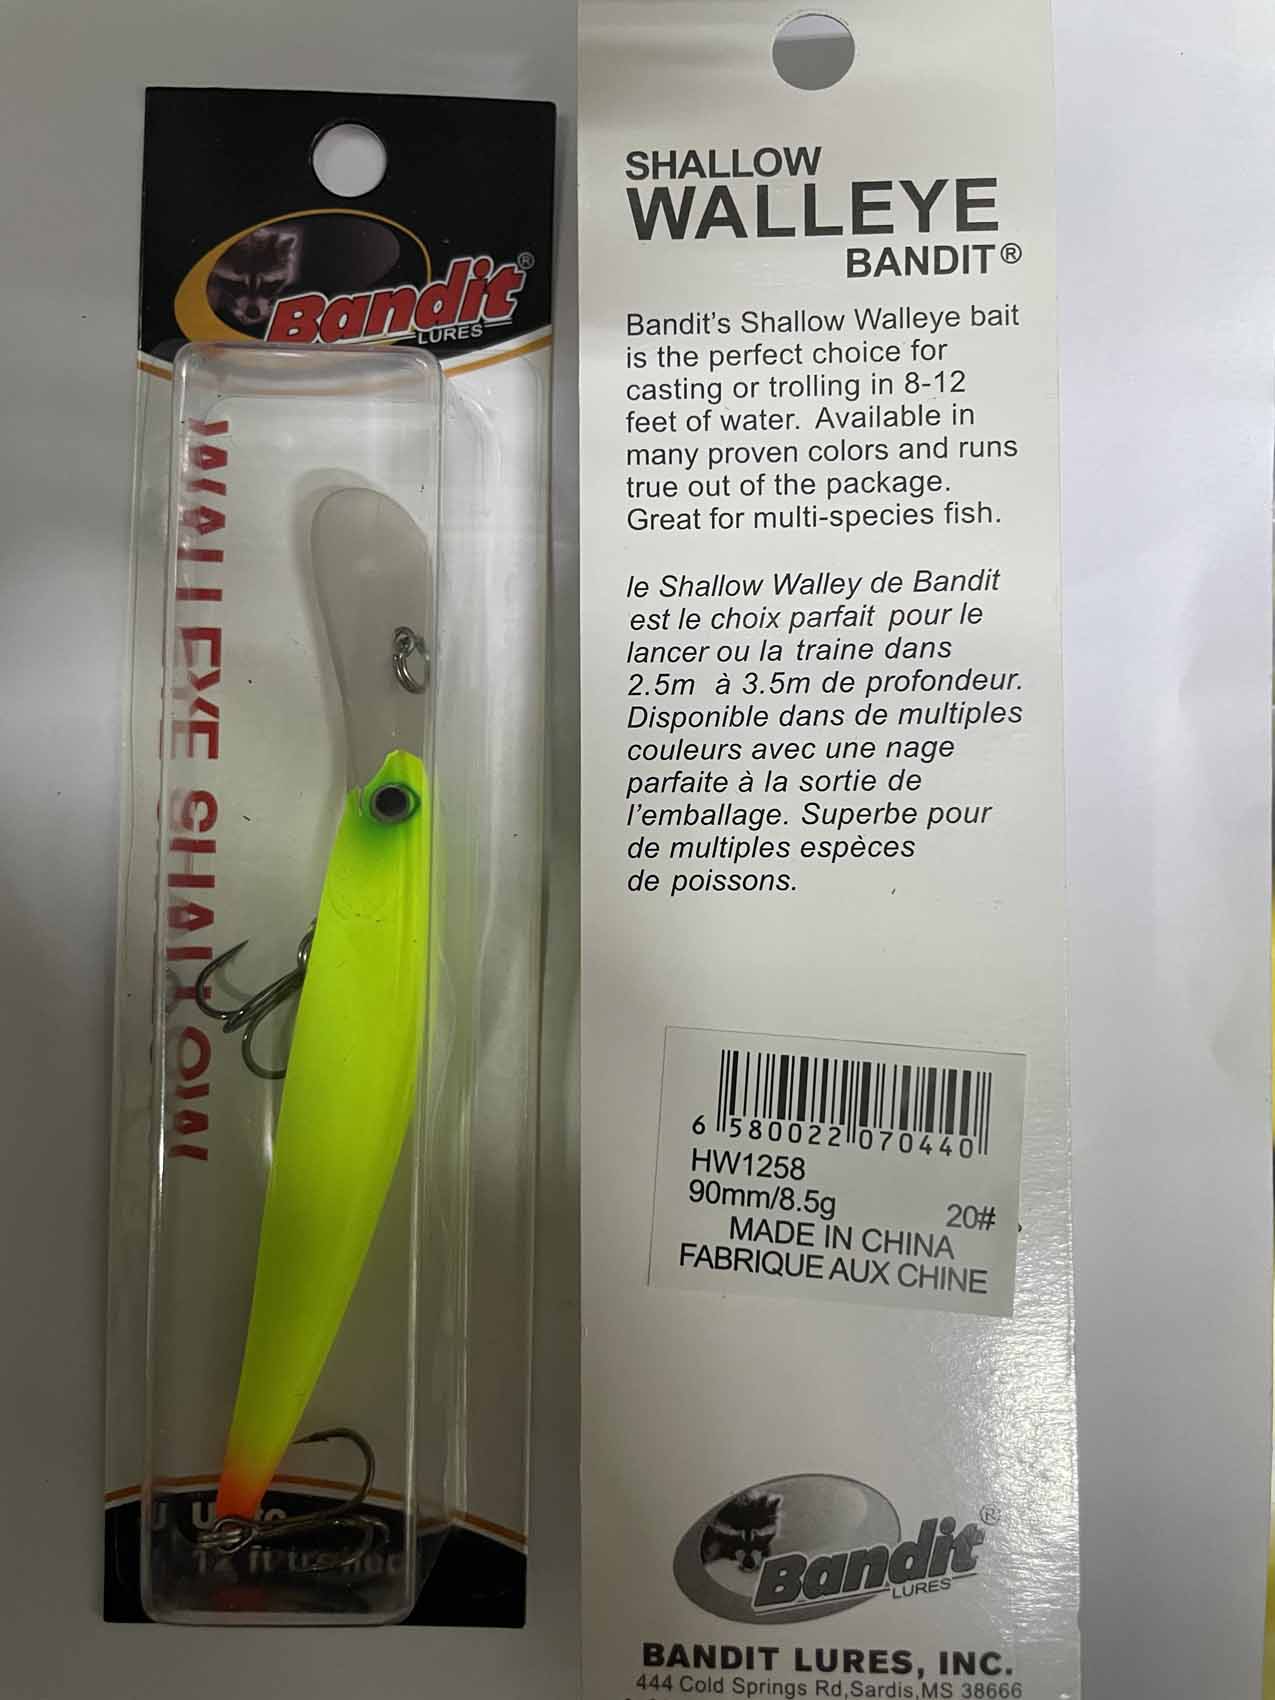 Bandit®
LURES
WALLEYE SHALLOW
12 ft
SHALLOW
WALLEYE
BANDIT®
Bandit's Shallow Walleye bait
is the perfect choice for
casting or trolling in 8-12
feet of water. Available in
many proven colors and runs
true out of the package.
Great for multi-species fish.
le Shallow Walley de Bandit
est le choix parfait pour le
lancer ou la traine dans
2.5m à 3.5m de profondeur.
Disponible dans de multiples
couleurs avec une nage
parfaite à la sortie de
l'emballage. Superbe pour
de multiples espèces
de poissons.
6 580022 070440
HW1258
90mm/8.5g 20#
MADE IN CHINA
FABRIQUE AUX CHINE
Bandit®
LURES
BANDIT LURES, INC.
444 Cold Springs Rd,Sardis,MS 38666